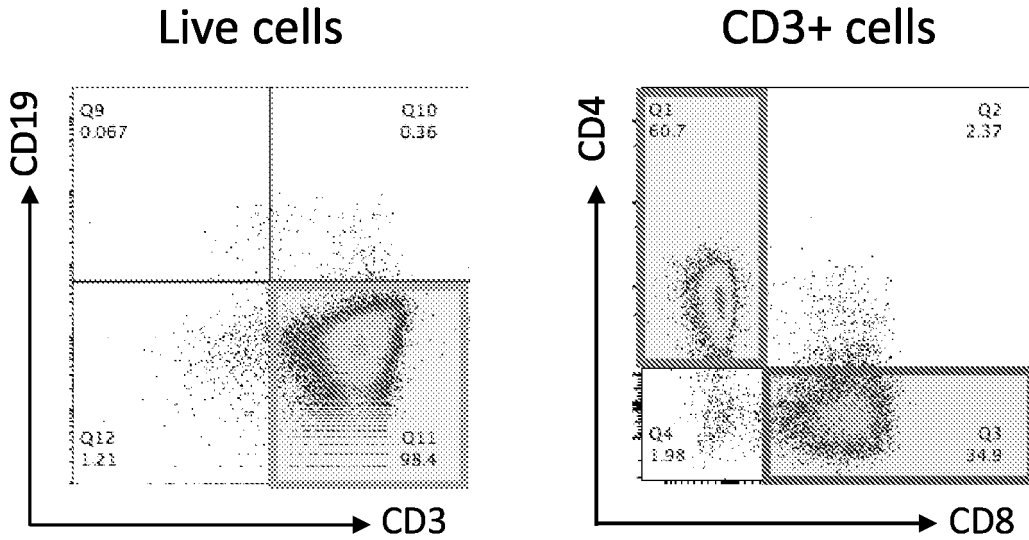 Live cells
CD3+ cells
CD19
Q9
0.067
Q10
0.36
Q12
1.21
Q11
98.4
CD3
CD4
Q1
60.7
Q2
2.37
Q4
1.98
Q3
34.9
CD8